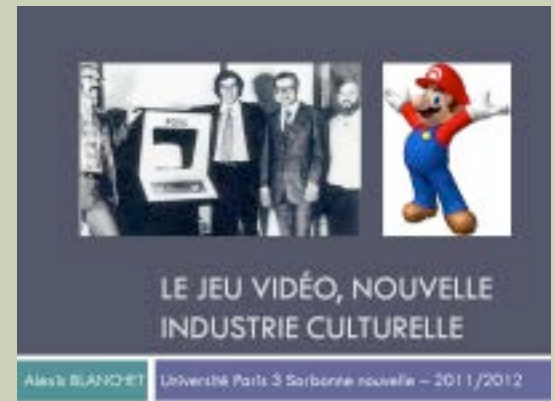 LE JEU VIDÉO, NOUVELLE
INDUSTRIE CULTURELLE
Alexis BLANCHET
Université Paris 3 Sorbonne nouvelle – 2011/2012